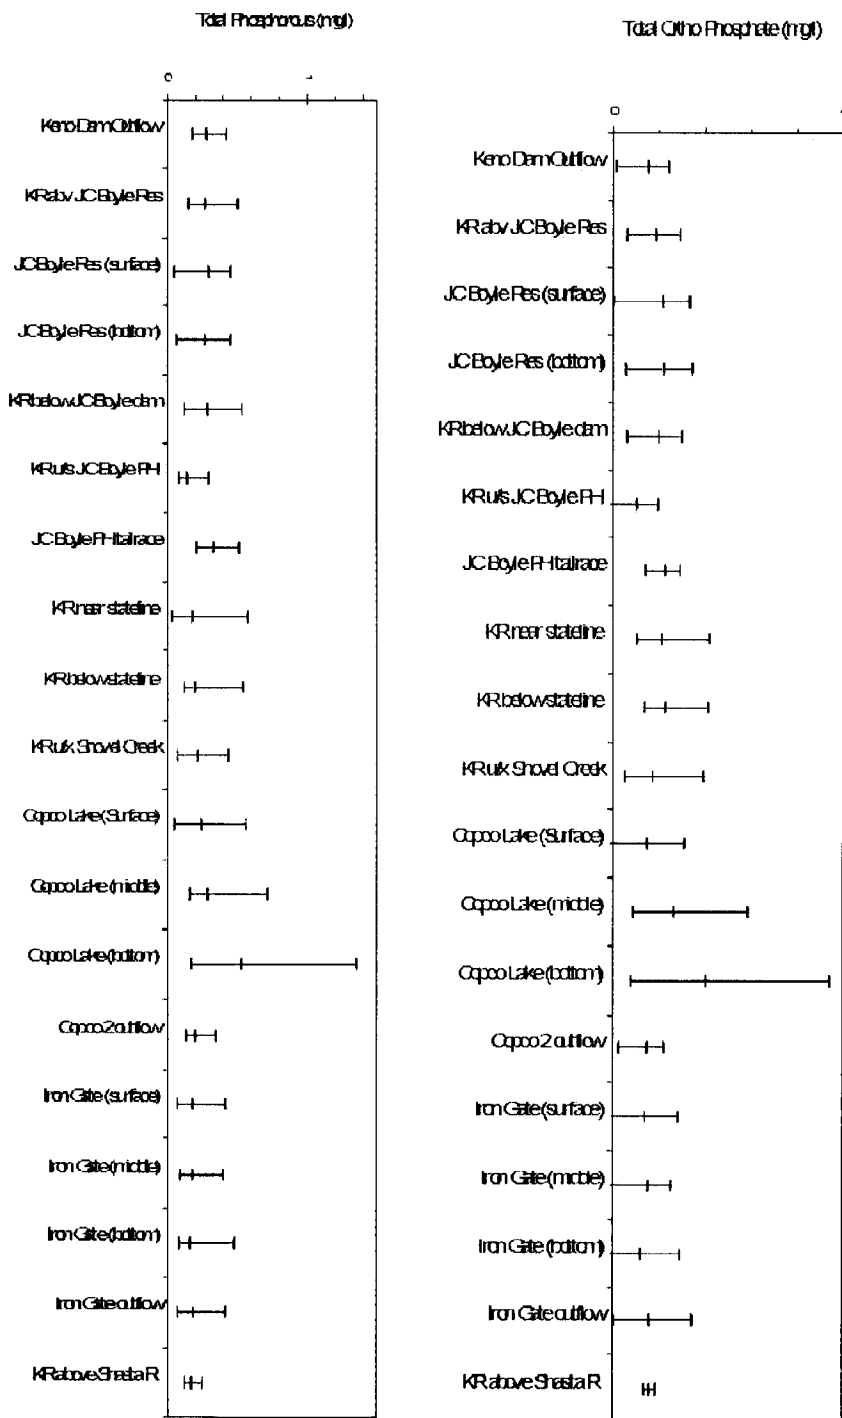 Total Phosphorous (mg/l)
0
1
Keno Dam Outflow
KR abv JC Boyle Res
JC Boyle Res (surface)
JC Boyle Res (bottom)
KR below JC Boyle dam
KR u/s JC Boyle PH
JC Boyle PH tailrace
KR near stateline
KR below stateline
KR u/x Shovel Creek
Copco Lake (Surface)
Copco Lake (middle)
Copco Lake (bottom)
Copco 2 outflow
Iron Gate (surface)
Iron Gate (middle)
Iron Gate (bottom)
Iron Gate outflow
KR above Shasta R
Total Ortho Phosphate (mg/l)
0
Keno Dam Outflow
KR abv JC Boyle Res
JC Boyle Res (surface)
JC Boyle Res (bottom)
KR below JC Boyle dam
KR u/s JC Boyle PH
JC Boyle PH tailrace
KR near stateline
KR below stateline
KR u/x Shovel Creek
Copco Lake (Surface)
Copco Lake (middle)
Copco Lake (bottom)
Copco 2 outflow
Iron Gate (surface)
Iron Gate (middle)
Iron Gate (bottom)
Iron Gate outflow
KR above Shasta R